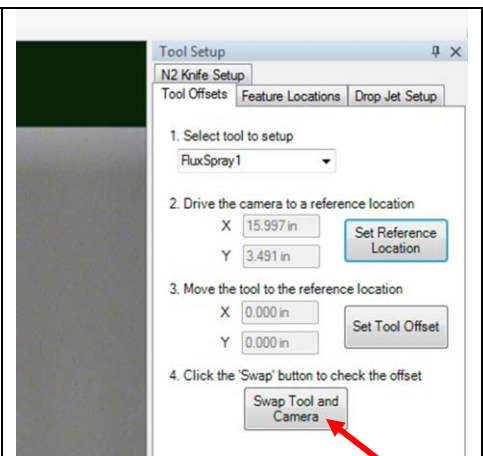 Tool Setup
N2 Knife Setup
Tool Offsets Feature Locations Drop Jet Setup
1. Select tool to setup
FluxSpray1
2. Drive the camera to a reference location
X 15.997 in
Y 3.491 in
Set Reference
Location
3. Move the tool to the reference location
X 0.000 in
Y 0.000 in
Set Tool Offset
4. Click the 'Swap' button to check the offset
Swap Tool and
Camera